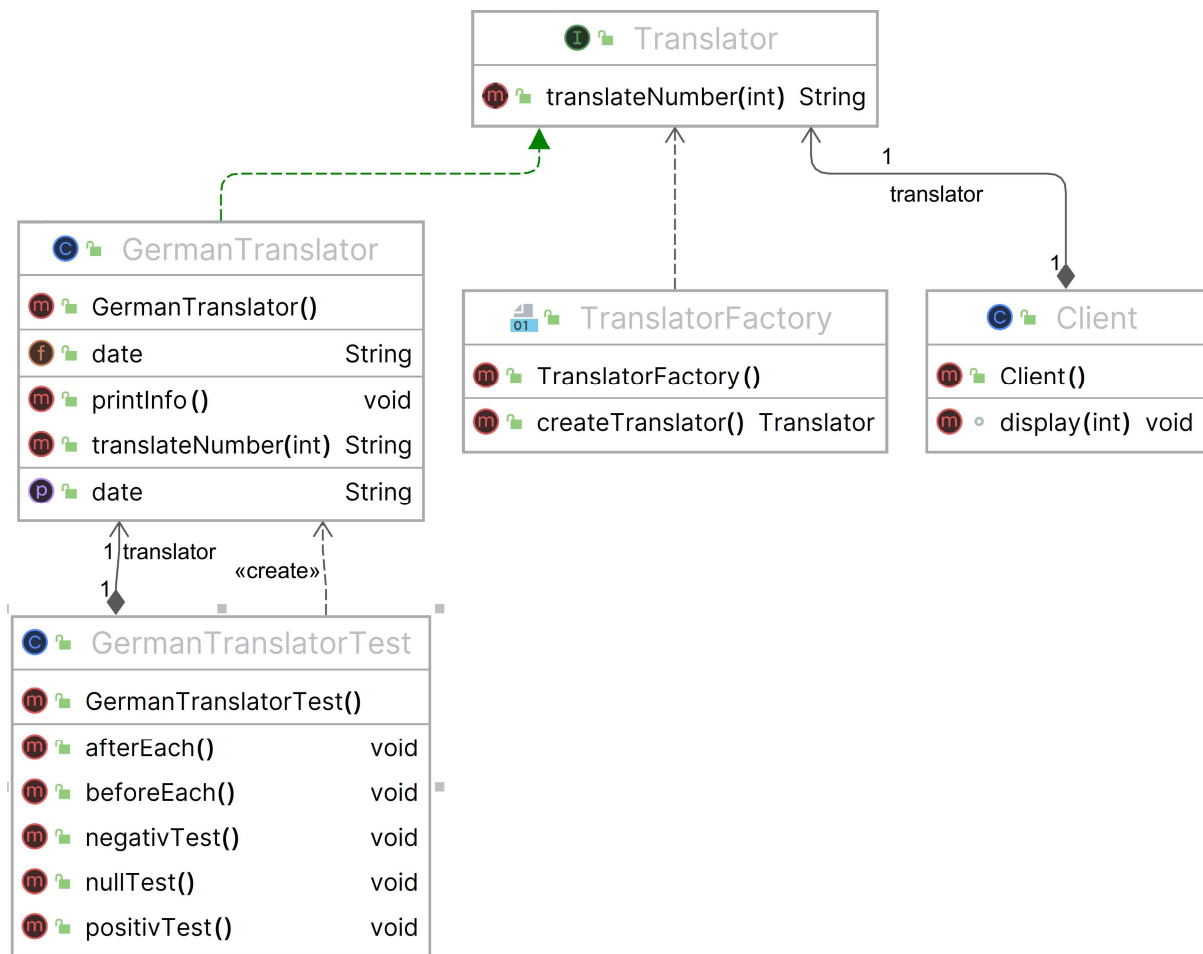 I Translator
m translateNumber(int) String
1
translator
1
C GermanTranslator
m GermanTranslator()
f date String
m printInfo() void
m translateNumber(int) String
p date String
01 TranslatorFactory
m TranslatorFactory()
m createTranslator() Translator
C Client
m Client()
m display(int) void
1 translator
«create»
1
C GermanTranslatorTest
m GermanTranslatorTest()
m afterEach() void
m beforeEach() void
m negativTest() void
m nullTest() void
m positivTest() void